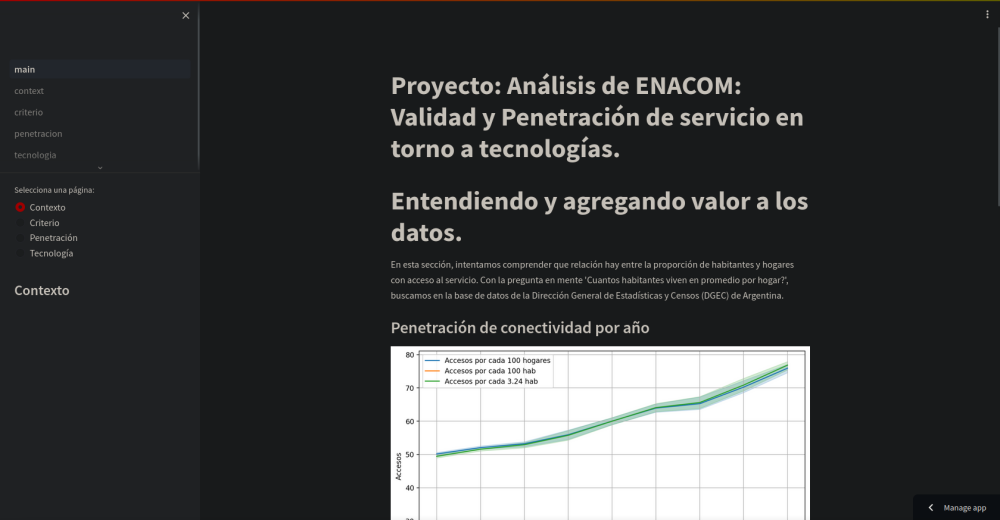 main
context
criterio
penetracion
tecnologia
Selecciona una página:
Contexto
Criterio
Penetración
Tecnología
Contexto
Proyecto: Análisis de ENACOM:
Validad y Penetración de servicio en
torno a tecnologías.
Entendiendo y agregando valor a los
datos.
En esta sección, intentamos comprender que relación hay entre la proporción de habitantes y hogares
con acceso al servicio. Con la pregunta en mente 'Cuantos habitantes viven en promedio por hogar?',
buscamos en la base de datos de la Dirección General de Estadísticas y Censos (DGEC) de Argentina.
Penetración de conectividad por año
Accesos por cada 100 hogares
Accesos por cada 100 hab
Accesos por cada 3.24 hab
80
70
60
50
40
30
Accesos
Manage app